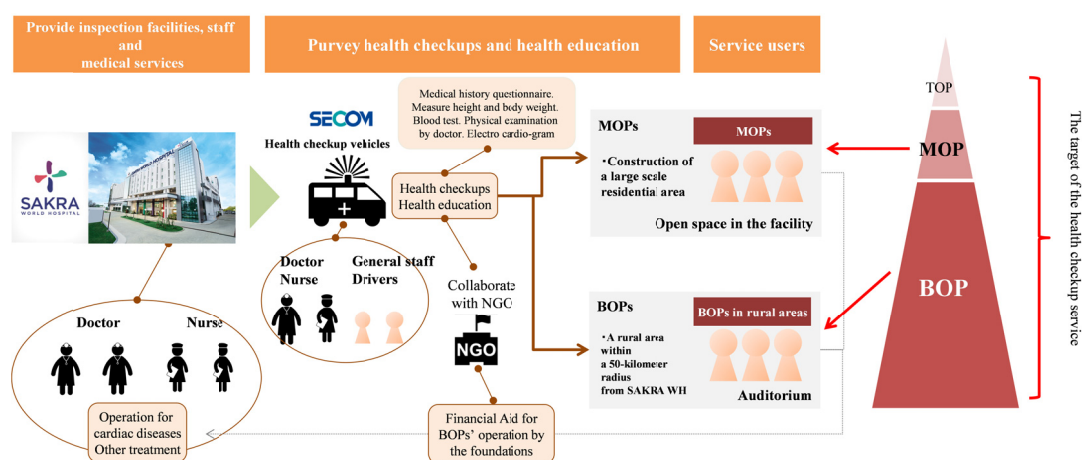 Provide inspection facilities, staff
and
medical services
Purvey health checkups and health education
Service users
Medical history questionnaire.
Measure height and body weight.
Blood test. Physical examination
by doctor. Electro cardio-gram
SECOM
Health checkup vehicles
SAKRA
WORLD HOSPITAL
Health checkups
Health education
MOPs
MOPs
・Construction of
a large scale
residential area
Open space in the facility
TOP
MOP
BOP
The target of the health checkup service
Doctor
Nurse
General staff
Drivers
Collaborate
with NGO
NGO
BOPs
BOPs in rural areas
・A rural area
within
a 50-kilometer
radius
from SAKRA WH
Auditorium
Doctor
Nurse
Operation for
cardiac diseases
Other treatment
Financial Aid for
BOPs' operation by
the foundations